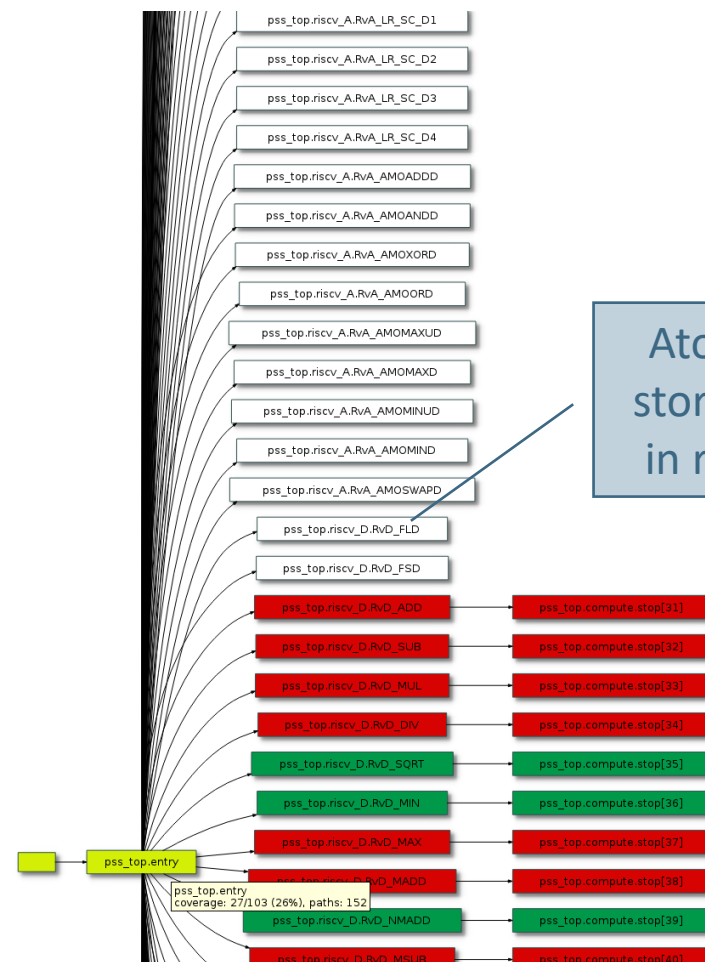 pss_top.riscv_A.RvA_LR_SC_D1
pss_top.riscv_A.RvA_LR_SC_D2
pss_top.riscv_A.RvA_LR_SC_D3
pss_top.riscv_A.RvA_LR_SC_D4
pss_top.riscv_A.RvA_AMOADDD
pss_top.riscv_A.RvA_AMOANDD
pss_top.riscv_A.RvA_AMOXORD
pss_top.riscv_A.RvA_AMOORD
pss_top.riscv_A.RvA_AMOMAXUD
pss_top.riscv_A.RvA_AMOMAXD
pss_top.riscv_A.RvA_AMOMINUD
pss_top.riscv_A.RvA_AMOMIND
pss_top.riscv_A.RvA_AMOSWAPD
Ato
stor
in r
pss_top.riscv_D.RvD_FLD
pss_top.riscv_D.RvD_FSD
pss_top.riscv_D.RvD_ADD
pss_top.compute.stop[31]
pss_top.riscv_D.RvD_SUB
pss_top.compute.stop[32]
pss_top.riscv_D.RvD_MUL
pss_top.compute.stop[33]
pss_top.riscv_D.RvD_DIV
pss_top.compute.stop[34]
pss_top.riscv_D.RvD_SQRT
pss_top.compute.stop[35]
pss_top.riscv_D.RvD_MIN
pss_top.compute.stop[36]
pss_top.riscv_D.RvD_MAX
pss_top.compute.stop[37]
pss_top.entry
pss_top.riscv_D.RvD_MADD
pss_top.compute.stop[38]
pss_top.entry
coverage: 27/103 (26%), paths: 152
pss_top.riscv_D.RvD_NMADD
pss_top.compute.stop[39]
pss_top.riscv_D.RvD_MSUB
pss_top.compute.stop[40]